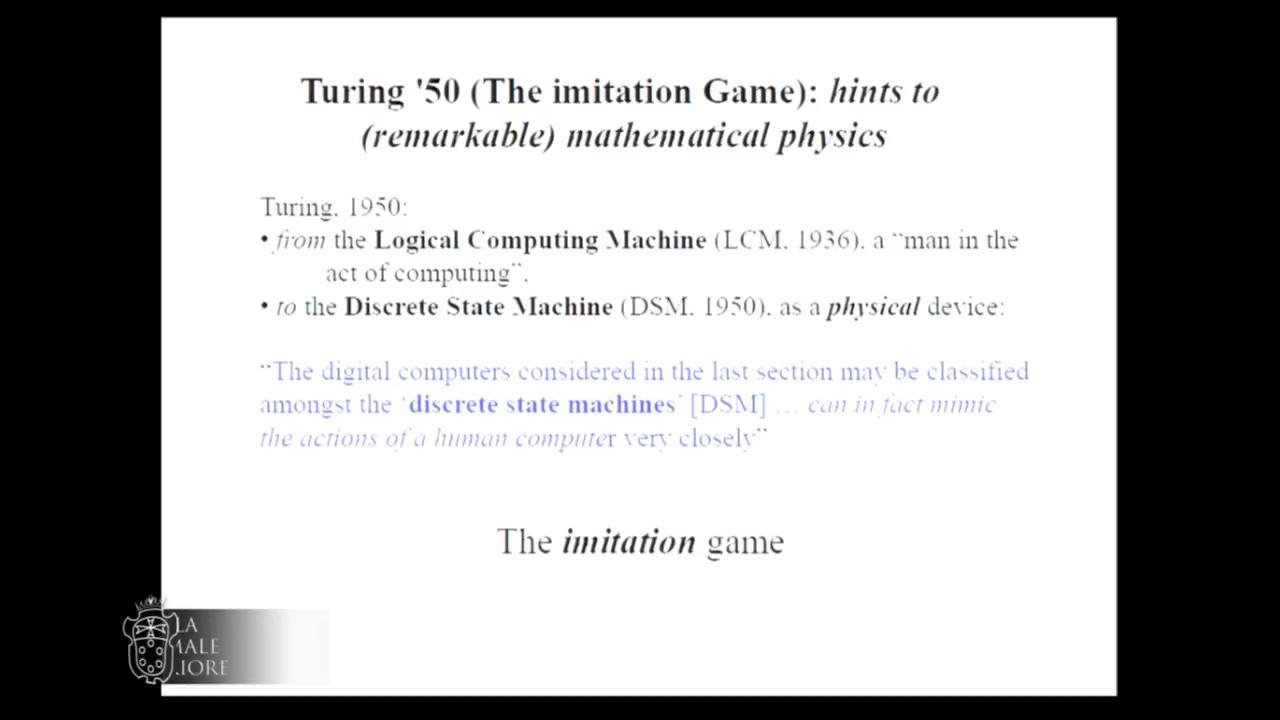 Turing '50 (The imitation Game): hints to
(remarkable) mathematical physics
Turing, 1950:
• from the Logical Computing Machine (LCM, 1936), a ``man in the
act of computing``,
• to the Discrete State Machine (DSM, 1950), as a physical device:
``The digital computers considered in the last section may be classified
amongst the `discrete state machines` [DSM] ... can in fact mimic
the actions of a human computer very closely``
The imitation game
LA
MALE
IORE